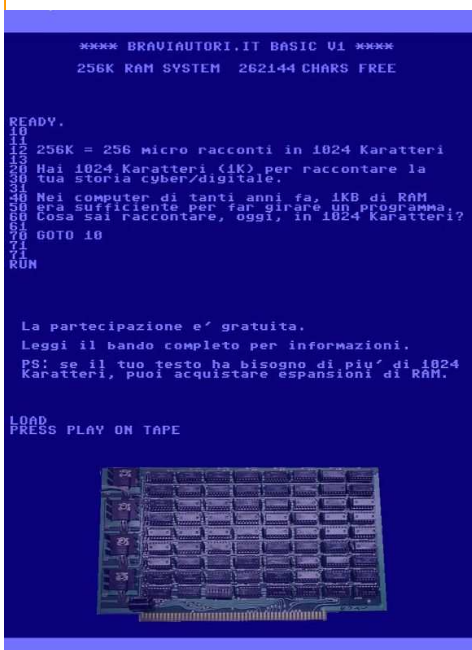 **** BRAVIAUTORI.IT BASIC V1 ****
256K RAM SYSTEM 262144 CHARS FREE
READY.
10
11
12 256K = 256 micro racconti in 1024 Karatteri
13
20 Hai 1024 Karatteri (1K) per raccontare la
30 tua storia cyber/digitale.
31
40 Nei computer di tanti anni fa, 1KB di RAM
50 era sufficiente per far girare un programma.
60 Cosa sai raccontare, oggi, in 1024 Karatteri?
61
70 GOTO 10
71
71
RUN
La partecipazione e' gratuita.
Leggi il bando completo per informazioni.
PS: se il tuo testo ha bisogno di piu' di 1024
Karatteri, puoi acquistare espansioni di RAM.
LOAD
PRESS PLAY ON TAPE